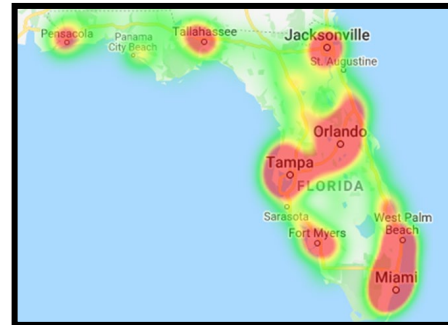 Pensacola
Panama
City Beach
Tallahassee
Jacksonville
St. Augustine
Orlando
Tampa
FLORIDA
Sarasota
Fort Myers
West Palm
Beach
Miami